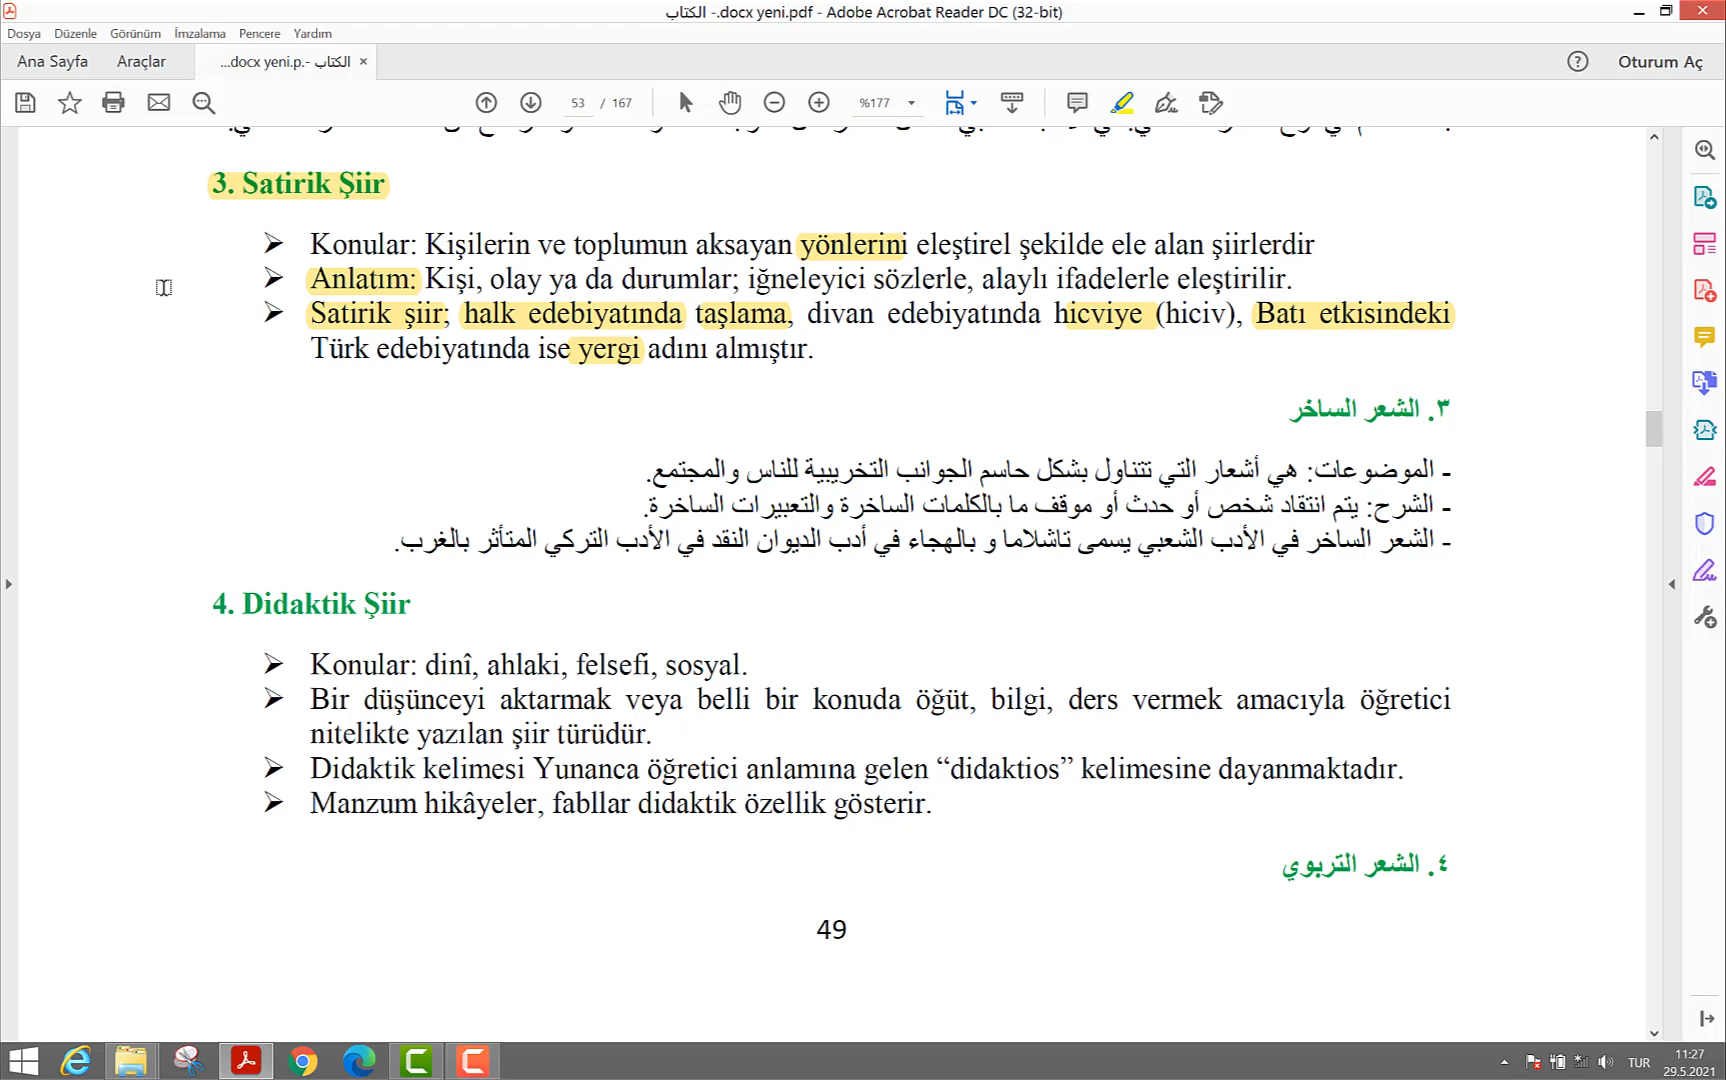 الكتاب -.docx yeni.pdf - Adobe Acrobat Reader DC (32-bit)
Dosya Düzenle Görünüm İmzalama Pencere Yardım
Ana Sayfa Araçlar الكتاب -.docx yeni.p... × Oturum Aç
53 / 167 %177
3. Satirik Şiir
➢ Konular: Kişilerin ve toplumun aksayan yönlerini eleştirel şekilde ele alan şiirlerdir
➢ Anlatım: Kişi, olay ya da durumlar; iğneleyici sözlerle, alaylı ifadelerle eleştirilir.
➢ Satirik şiir; halk edebiyatında taşlama, divan edebiyatında hicviye (hiciv), Batı etkisindeki
Türk edebiyatında ise yergi adını almıştır.
٣. الشعر الساخر
- الموضوعات: هي أشعار التي تتناول بشكل حاسم الجوانب التخريبية للناس والمجتمع.
- الشرح: يتم انتقاد شخص أو حدث أو موقف ما بالكلمات الساخرة والتعبيرات الساخرة.
- الشعر الساخر في الأدب الشعبي يسمى تاشلاما و بالهجاء في أدب الديوان النقد في الأدب التركي المتأثر بالغرب.
4. Didaktik Şiir
➢ Konular: dinî, ahlaki, felsefi, sosyal.
➢ Bir düşünceyi aktarmak veya belli bir konuda öğüt, bilgi, ders vermek amacıyla öğretici
nitelikte yazılan şiir türüdür.
➢ Didaktik kelimesi Yunanca öğretici anlamına gelen “didaktios” kelimesine dayanmaktadır.
➢ Manzum hikâyeler, fabllar didaktik özellik gösterir.
٤. الشعر التربوي
49
TUR 11:27
29.5.2021